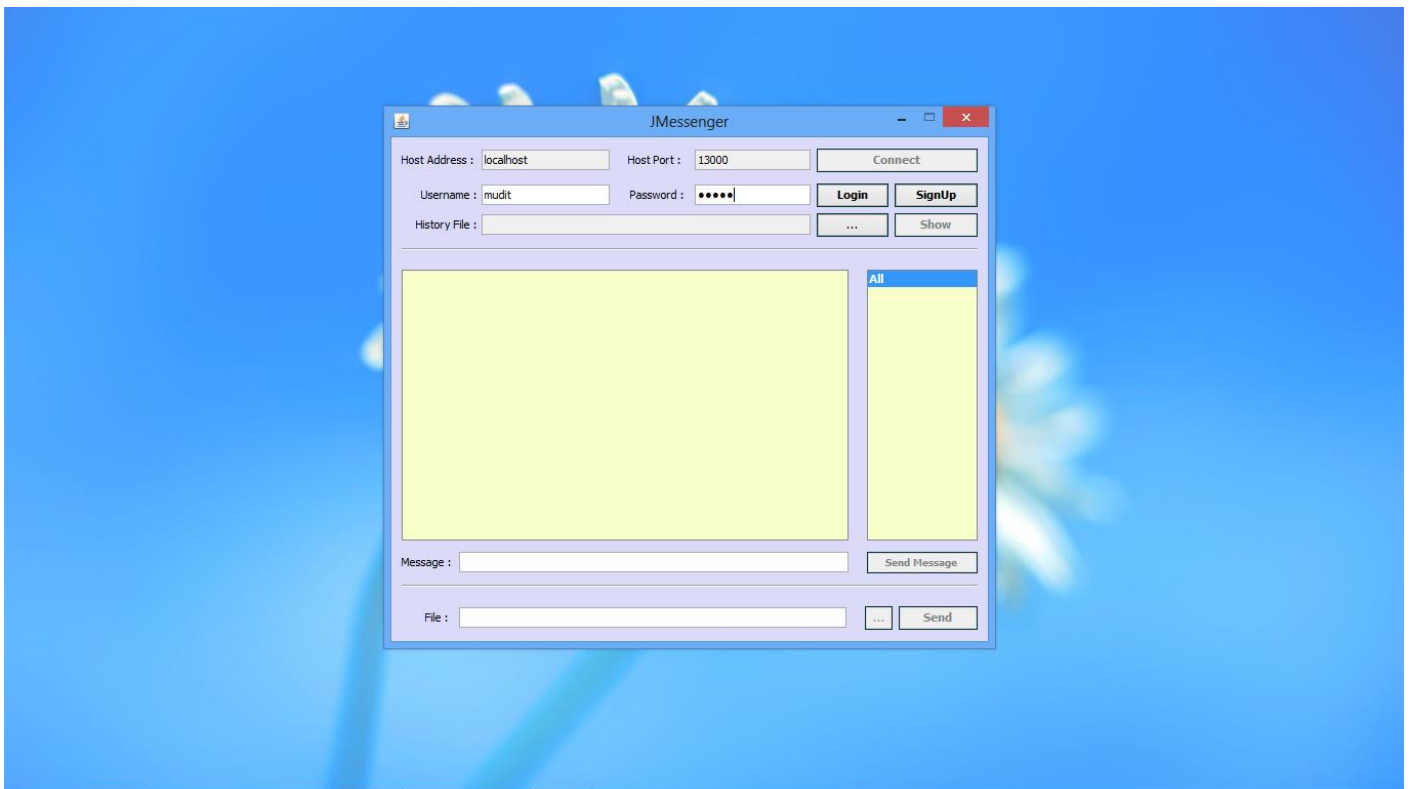 JMessenger
Host Address : localhost Host Port : 13000 Connect
Username : mudit Password : ●●●●● Login SignUp
History File : ... Show
All
Message : Send Message
File : ... Send